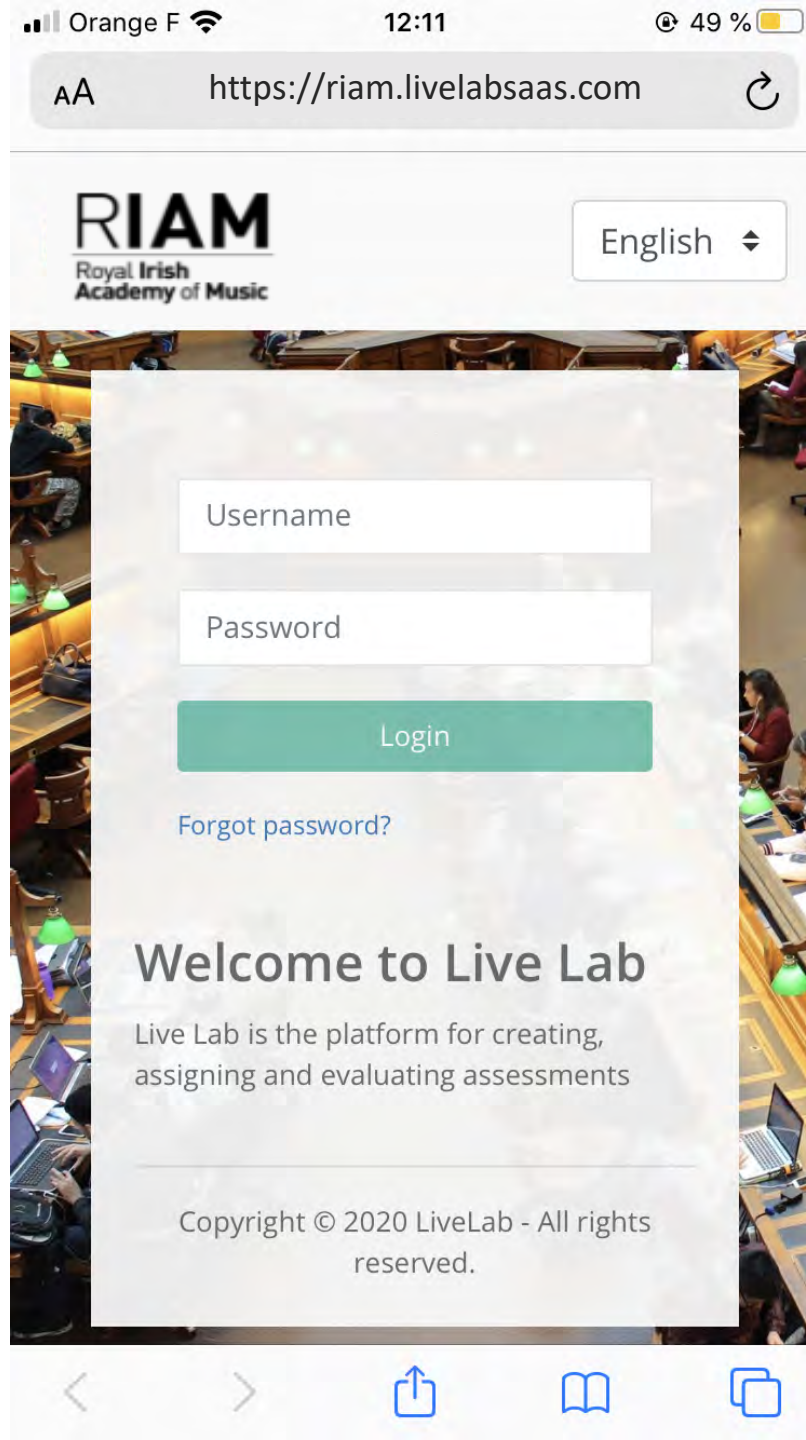 Orange F 12:11 49 %
AA https://riam.livelabsaas.com
RIAM
Royal Irish
Academy of Music
English
Username
Password
Login
Forgot password?
Welcome to Live Lab
Live Lab is the platform for creating,
assigning and evaluating assessments
Copyright © 2020 LiveLab - All rights
reserved.